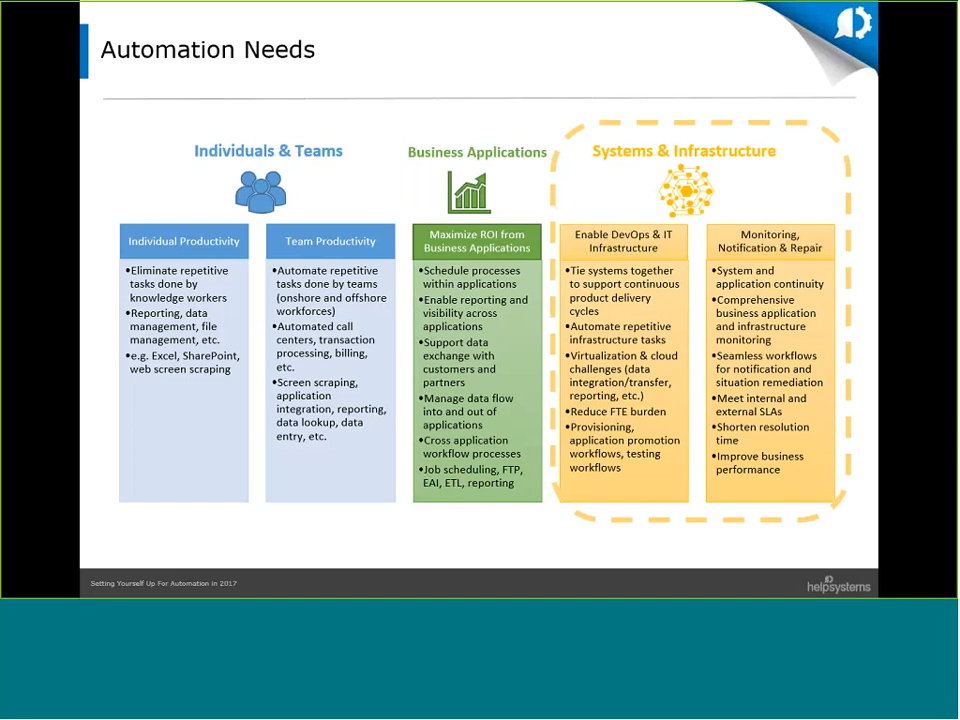 Automation Needs
Individuals & Teams
Business Applications
Systems & Infrastructure
Individual Productivity
•Eliminate repetitive
tasks done by
knowledge workers
•Reporting, data
management, file
management, etc.
•e.g. Excel, SharePoint,
web screen scraping
Team Productivity
•Automate repetitive
tasks done by teams
(onshore and offshore
workforces)
•Automated call
centers, transaction
processing, billing,
etc.
•Screen scraping,
application
integration, reporting,
data lookup, data
entry, etc.
Maximize ROI from
Business Applications
•Schedule processes
within applications
•Enable reporting and
visibility across
applications
•Support data
exchange with
customers and
partners
•Manage data flow
into and out of
applications
•Cross application
workflow processes
•Job scheduling, FTP,
EAI, ETL, reporting
Enable DevOps & IT
Infrastructure
•Tie systems together
to support continuous
product delivery
cycles
•Automate repetitive
infrastructure tasks
•Virtualization & cloud
challenges (data
integration/transfer,
reporting, etc.)
•Reduce FTE burden
•Provisioning,
application promotion
workflows, testing
workflows
Monitoring,
Notification & Repair
•System and
application continuity
•Comprehensive
business application
and infrastructure
monitoring
•Seamless workflows
for notification and
situation remediation
•Meet internal and
external SLAs
•Shorten resolution
time
•Improve business
performance
Setting Yourself Up For Automation in 2017
helpsystems